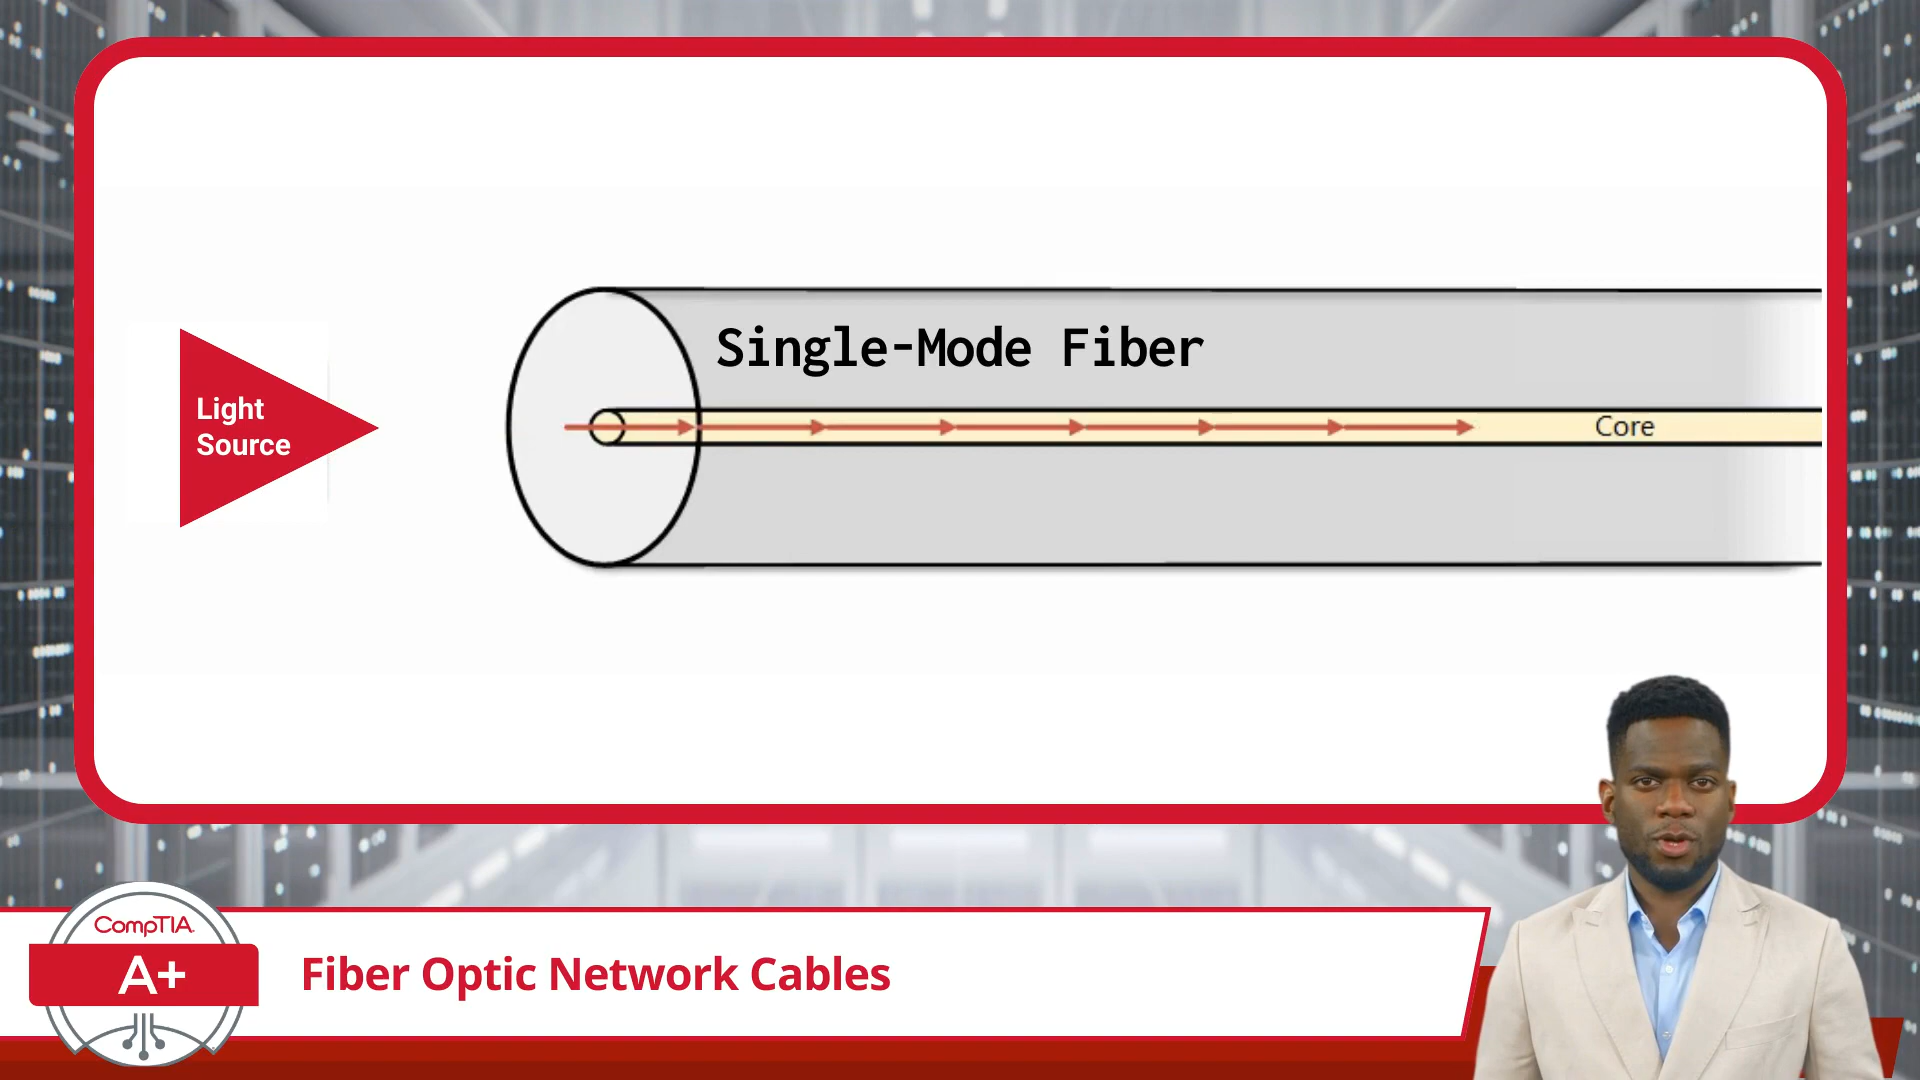 Single-Mode Fiber
Light
Source
Core
CompTIA.
A+
Fiber Optic Network Cables